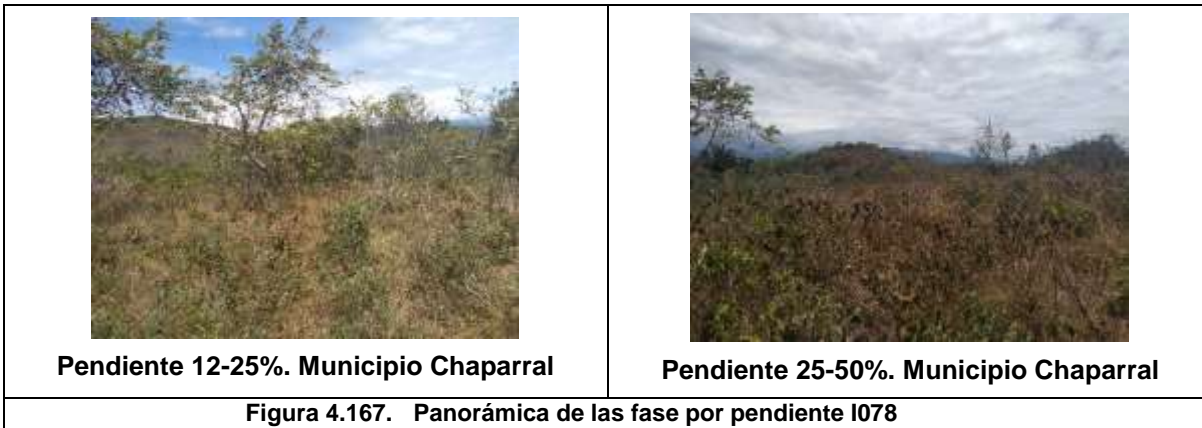 Pendiente 12-25%. Municipio Chaparral
Pendiente 25-50%. Municipio Chaparral
Figura 4.167. Panorámica de las fase por pendiente I078